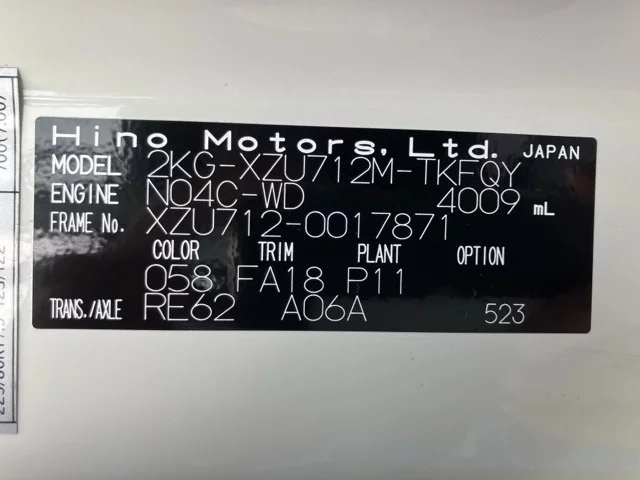 Hino Motors, Ltd. JAPAN
MODEL 2KG-XZU712M-TKFQY
ENGINE N04C-WD 4009 mL
FRAME No. XZU712-0017871
COLOR TRIM PLANT OPTION
058 FA18 P11
TRANS./AXLE RE62 A06A 523